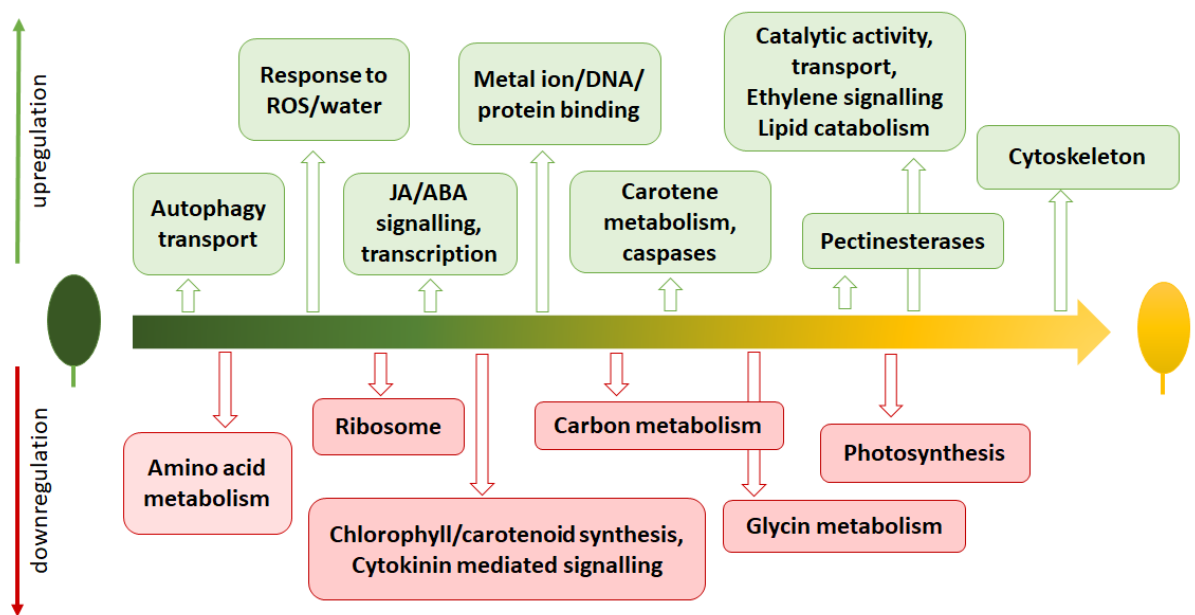 upregulation
Response to
ROS/water
Metal ion/DNA/
protein binding
Catalytic activity,
transport,
Ethylene signalling
Lipid catabolism
Cytoskeleton
Autophagy
transport
JA/ABA
signalling,
transcription
Carotene
metabolism,
caspases
Pectinesterases
downregulation
Amino acid
metabolism
Ribosome
Chlorophyll/carotenoid synthesis,
Cytokinin mediated signalling
Carbon metabolism
Glycin metabolism
Photosynthesis